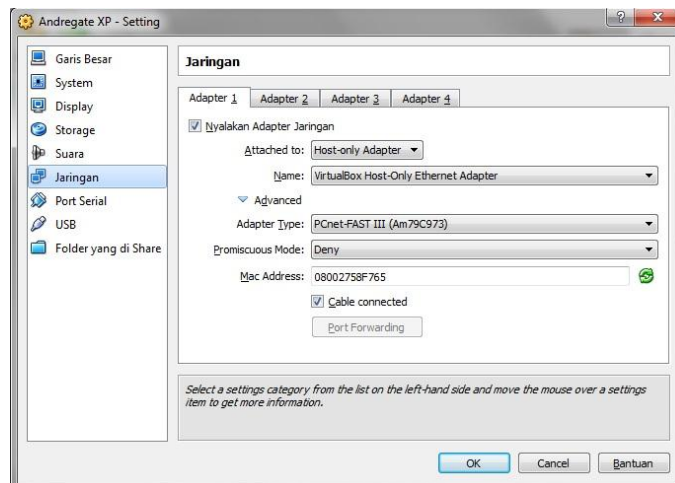 Andregate XP - Setting
Garis Besar
System
Display
Storage
Suara
Jaringan
Port Serial
USB
Folder yang di Share
Jaringan
Adapter 1 Adapter 2 Adapter 3 Adapter 4
Nyalakan Adapter Jaringan
Attached to: Host-only Adapter
Name: VirtualBox Host-Only Ethernet Adapter
Advanced
Adapter Type: PCnet-FAST III (Am79C973)
Promiscuous Mode: Deny
Mac Address: 08002758F765
Cable connected
Port Forwarding
Select a settings category from the list on the left-hand side and move the mouse over a settings
item to get more information.
OK Cancel Bantuan